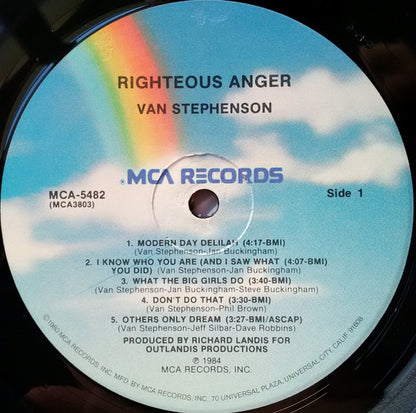 RIGHTEOUS ANGER
VAN STEPHENSON
®MCA RECORDS
MCA-5482
(MCA3803)
Side 1
1. MODERN DAY DELILAH (4:17-BMI)
(Van Stephenson-Jan Buckingham)
2. I KNOW WHO YOU ARE (AND I SAW WHAT (4:07-BMI)
YOU DID) (Van Stephenson-Jan Buckingham)
3. WHAT THE BIG GIRLS DO (3:40-BMI)
(Van Stephenson-Jan Buckingham-Steve Buckingham)
4. DON'T DO THAT (3:30-BMI)
(Van Stephenson-Phil Brown)
5. OTHERS ONLY DREAM (3:27-BMI/ASCAP)
(Van Stephenson-Jeff Silbar-Dave Robbins)
PRODUCED BY RICHARD LANDIS FOR
OUTLANDIS PRODUCTIONS
℗ 1984
MCA RECORDS, INC.
© 1980 MCA RECORDS, INC. MFG. BY MCA RECORDS, INC. 70 UNIVERSAL PLAZA, UNIVERSAL CITY, CALIF. 91608